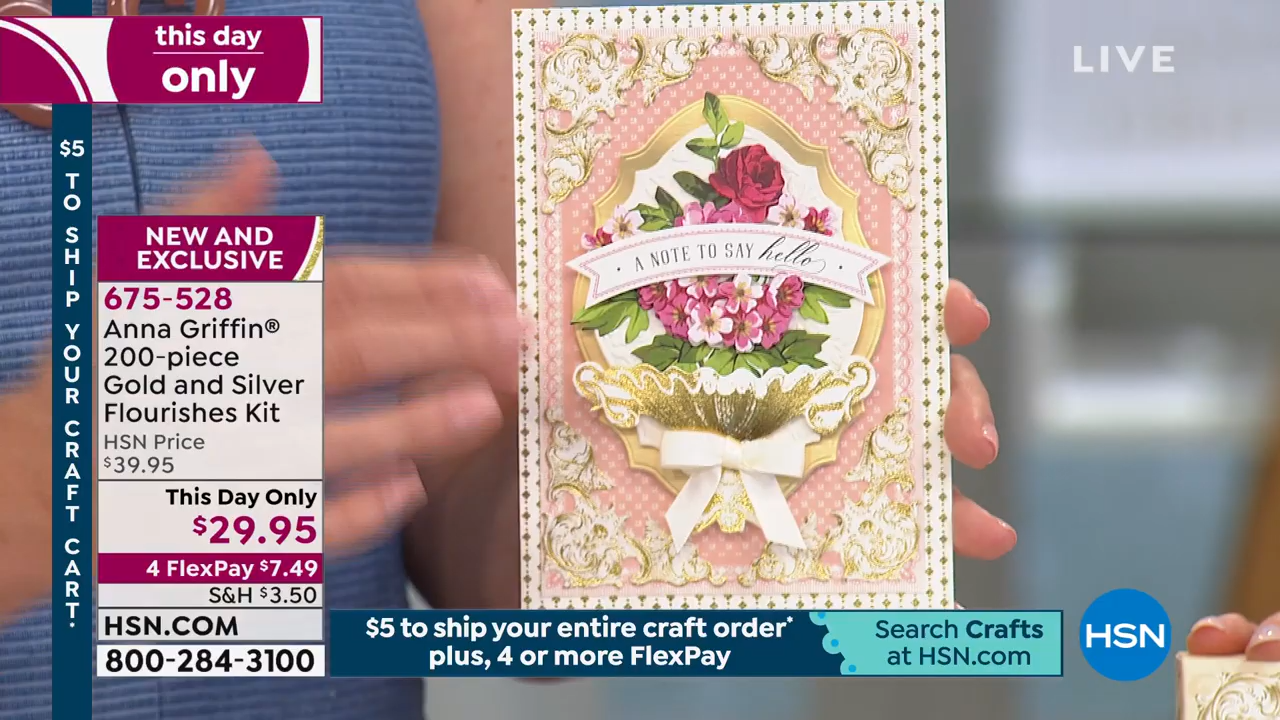 this day
only
LIVE
$5 TO SHIP YOUR CRAFT CART.*
NEW AND
EXCLUSIVE
675-528
Anna Griffin®
200-piece
Gold and Silver
Flourishes Kit
HSN Price
$39.95
This Day Only
$29.95
4 FlexPay $7.49
S&H $3.50
HSN.COM
800-284-3100
A NOTE TO SAY hello
$5 to ship your entire craft order*
plus, 4 or more FlexPay
Search Crafts
at HSN.com
HSN